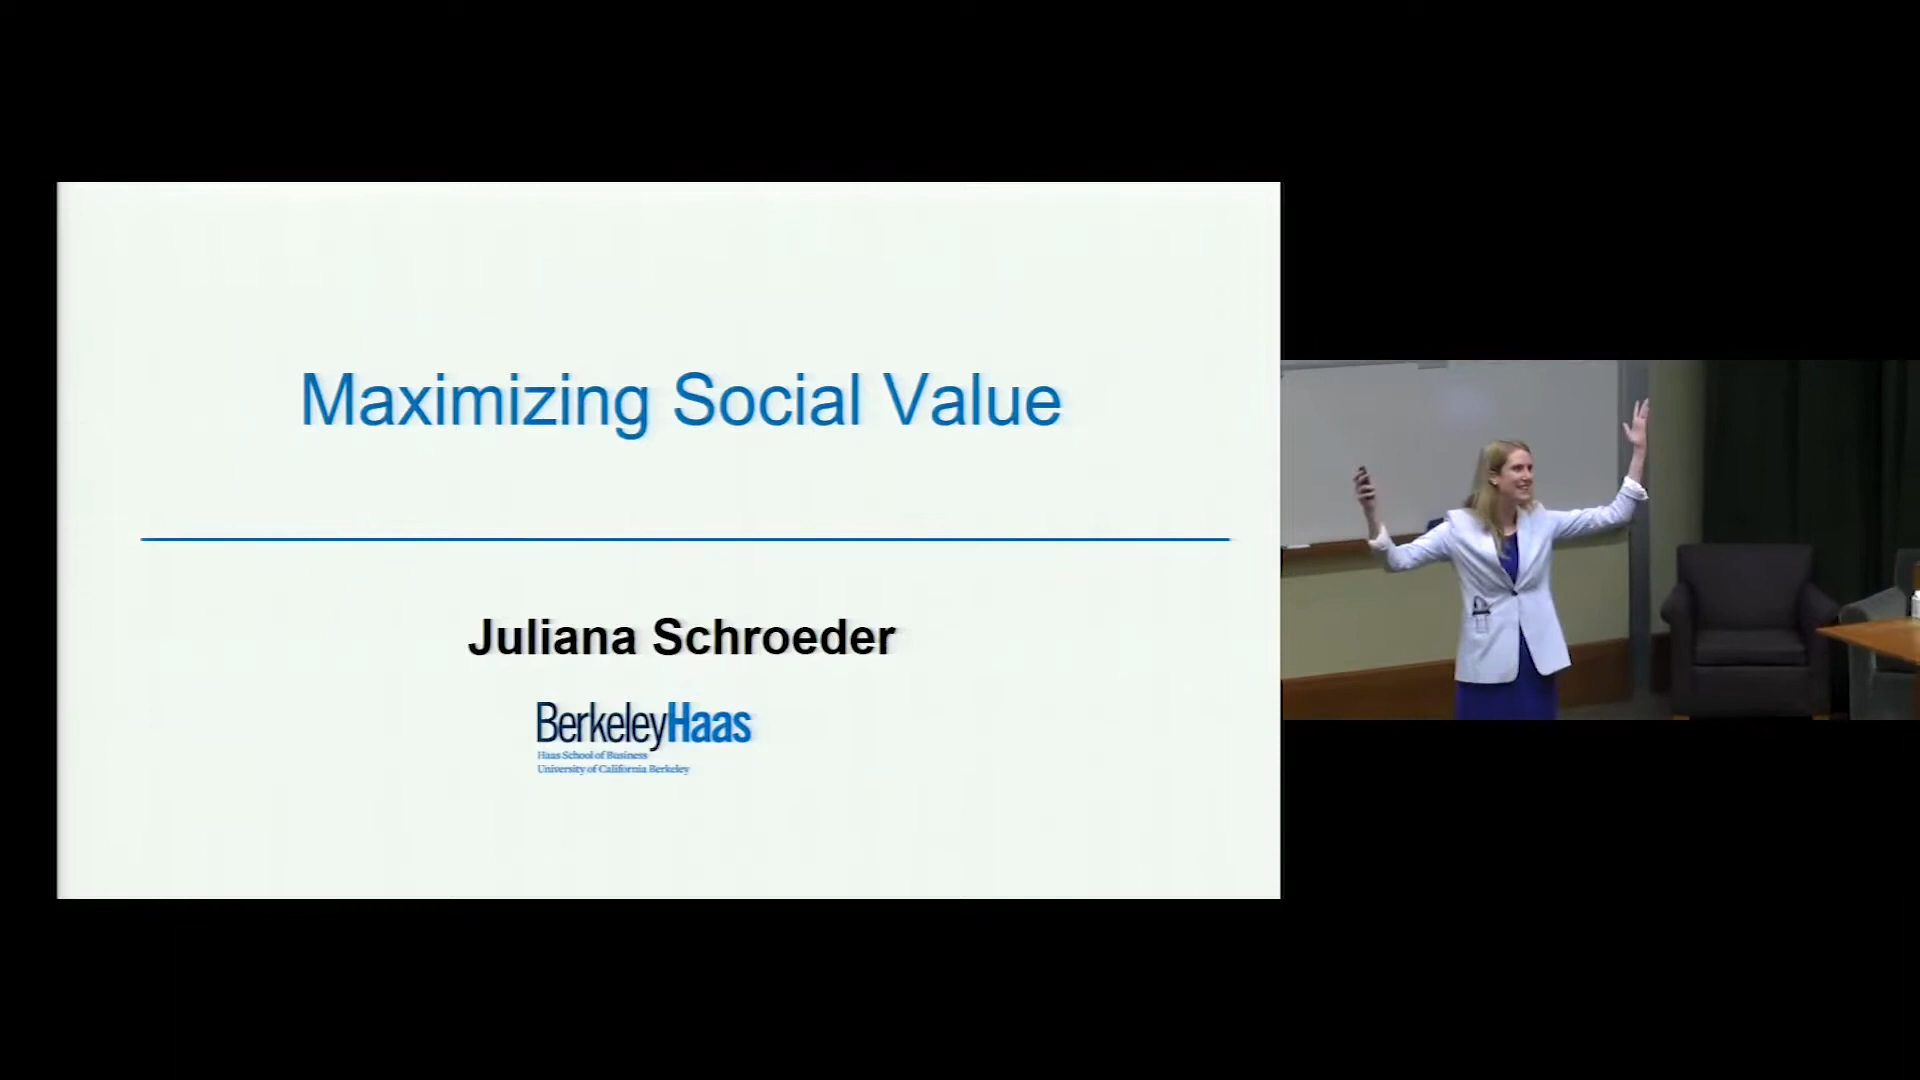 Maximizing Social Value
Juliana Schroeder
BerkeleyHaas
Haas School of Business
University of California Berkeley